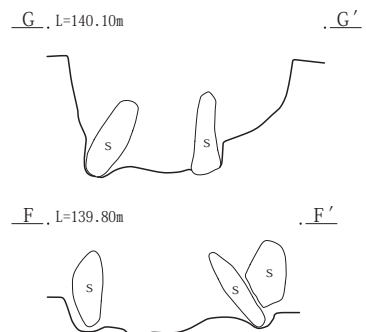 G . L=140.10m . G′
S S
F . L=139.80m . F′
S S S